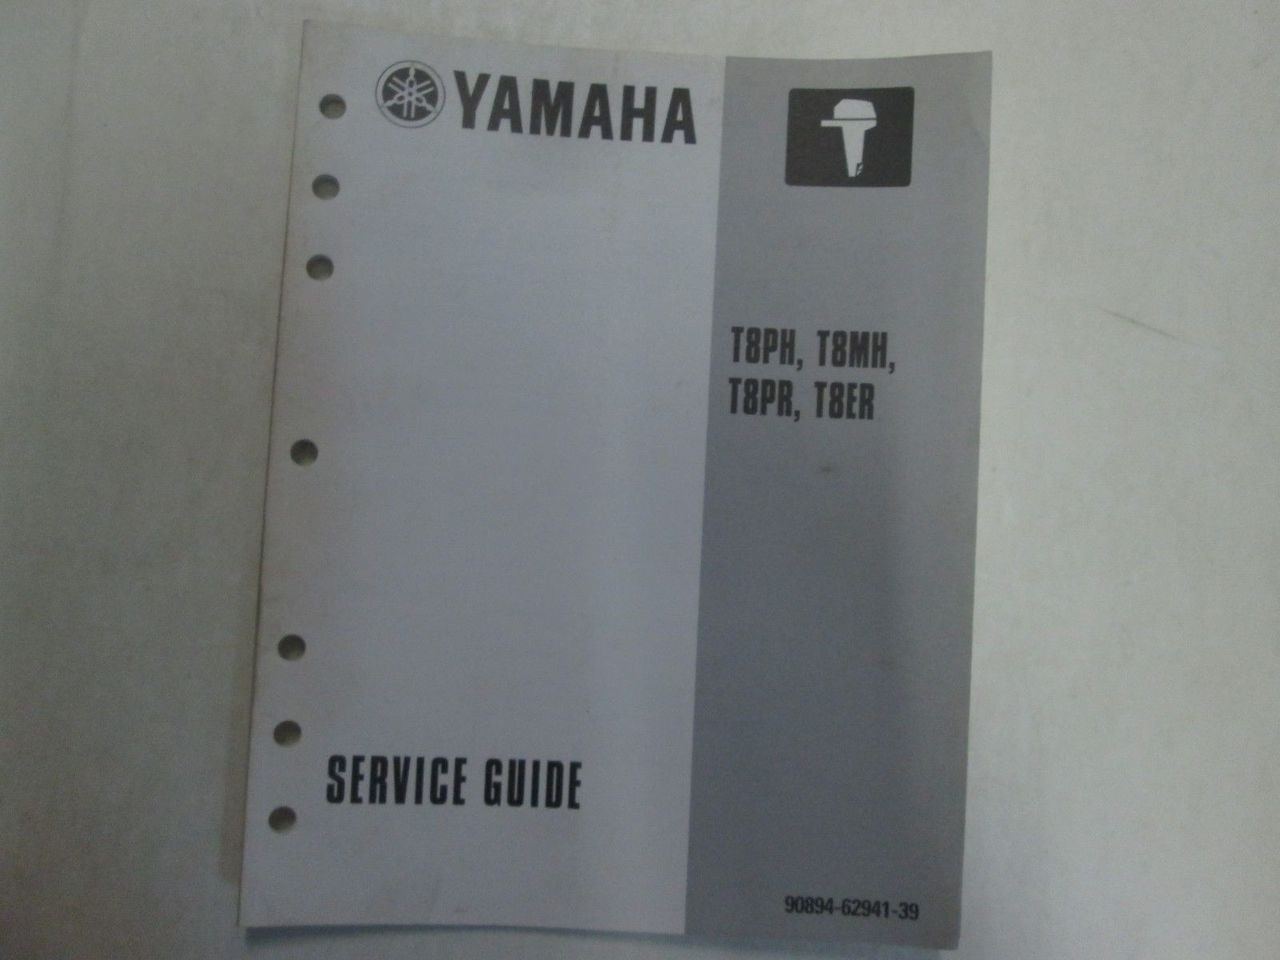 YAMAHA
T8PH, T8MH,
T8PR, T8ER
SERVICE GUIDE
90894-62941-39